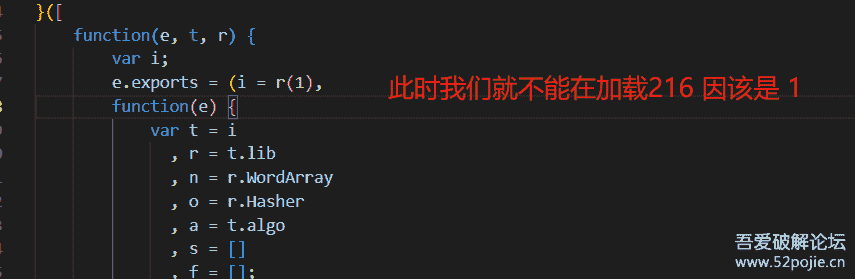 }([
function(e, t, r) {
var i;
e.exports = (i = r(1),
此时我们就不能在加载216 因该是 1
function(e) {
var t = i
, r = t.lib
, n = r.WordArray
, o = r.Hasher
, a = t.algo
, s = []
, f = [];
吾爱破解论坛
www.52pojie.cn